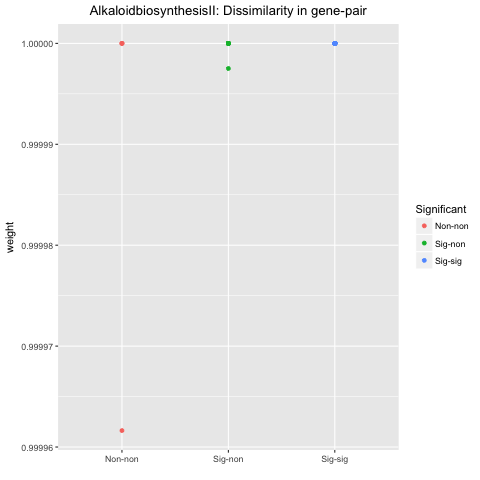 AlkaloidbiosynthesisII: Dissimilarity in gene-pair
1.00000
0.99999
0.99998
0.99997
0.99996
weight
Non-non
Sig-non
Sig-sig
Significant
Non-non
Sig-non
Sig-sig